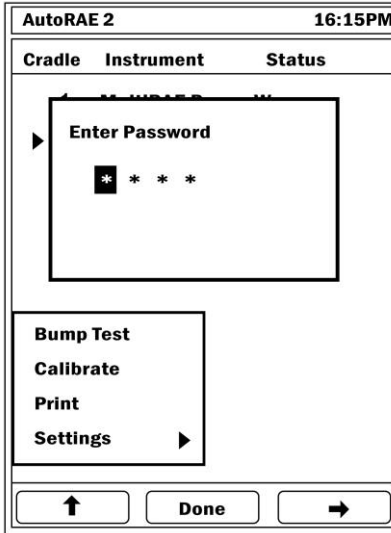 AutoRAE 2 16:15PM
Cradle Instrument Status
Enter Password
* * * *
Bump Test
Calibrate
Print
Settings
Done